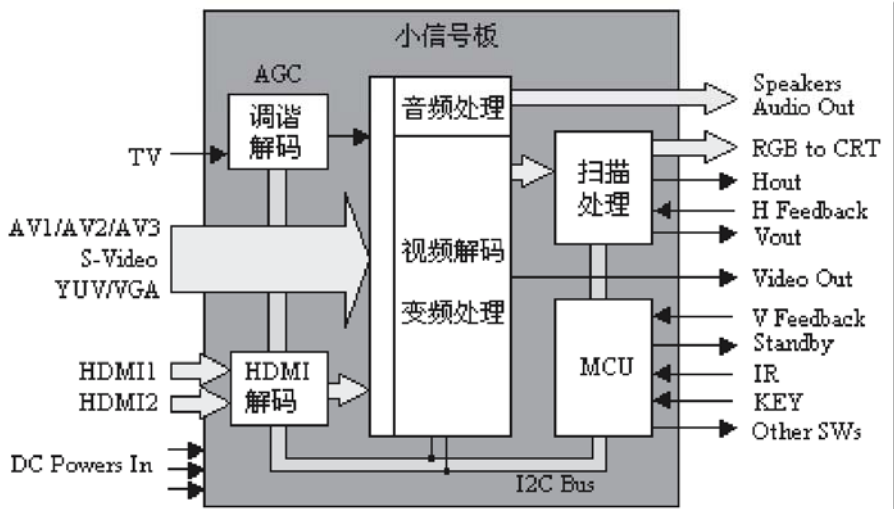 小信号板
AGC
调谐
解码
音频处理
扫描
处理
视频解码
变频处理
HDMI
解码
MCU
I2C Bus
TV
AV1/AV2/AV3
S-Video
YUV/VGA
HDMI1
HDMI2
DC Powers In
Speakers
Audio Out
RGB to CRT
Hout
H Feedback
Vout
Video Out
V Feedback
Standby
IR
KEY
Other SWs